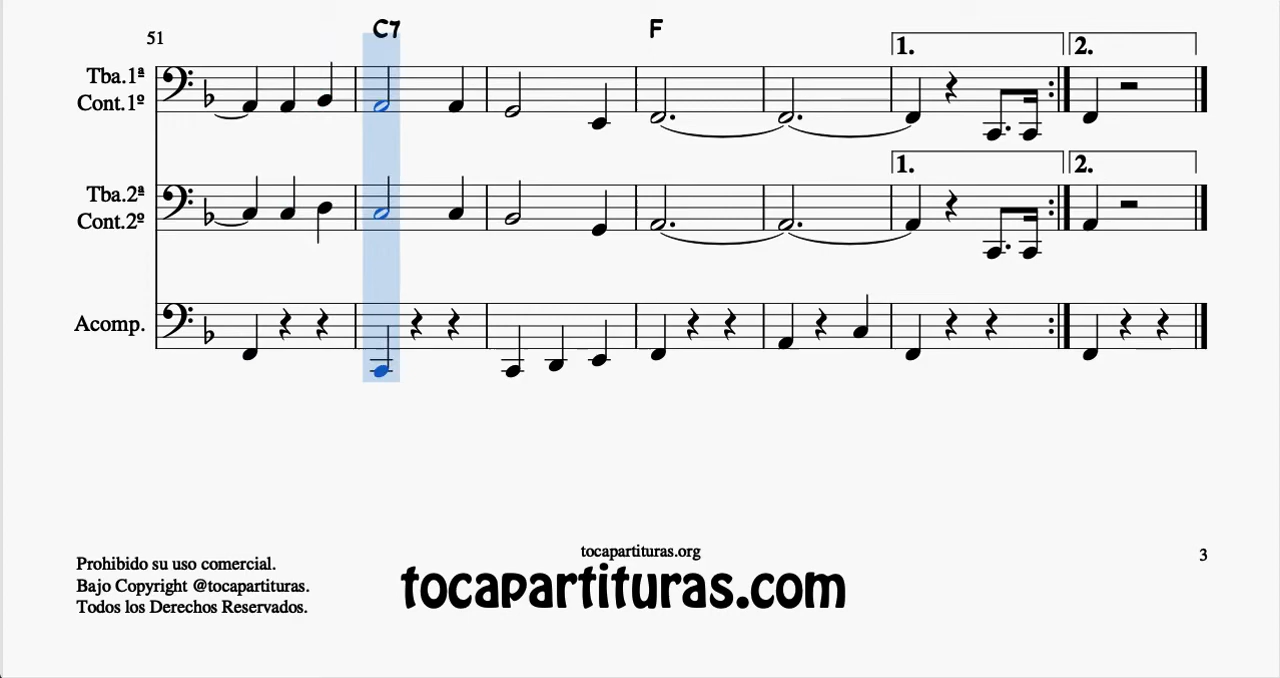 51
C7
F
1.
2.
Tba.1ª
Cont.1º
1.
2.
Tba.2ª
Cont.2º
Acomp.
tocapartituras.org
3
Prohibido su uso comercial.
Bajo Copyright @tocapartituras.
Todos los Derechos Reservados.
tocapartituras.com